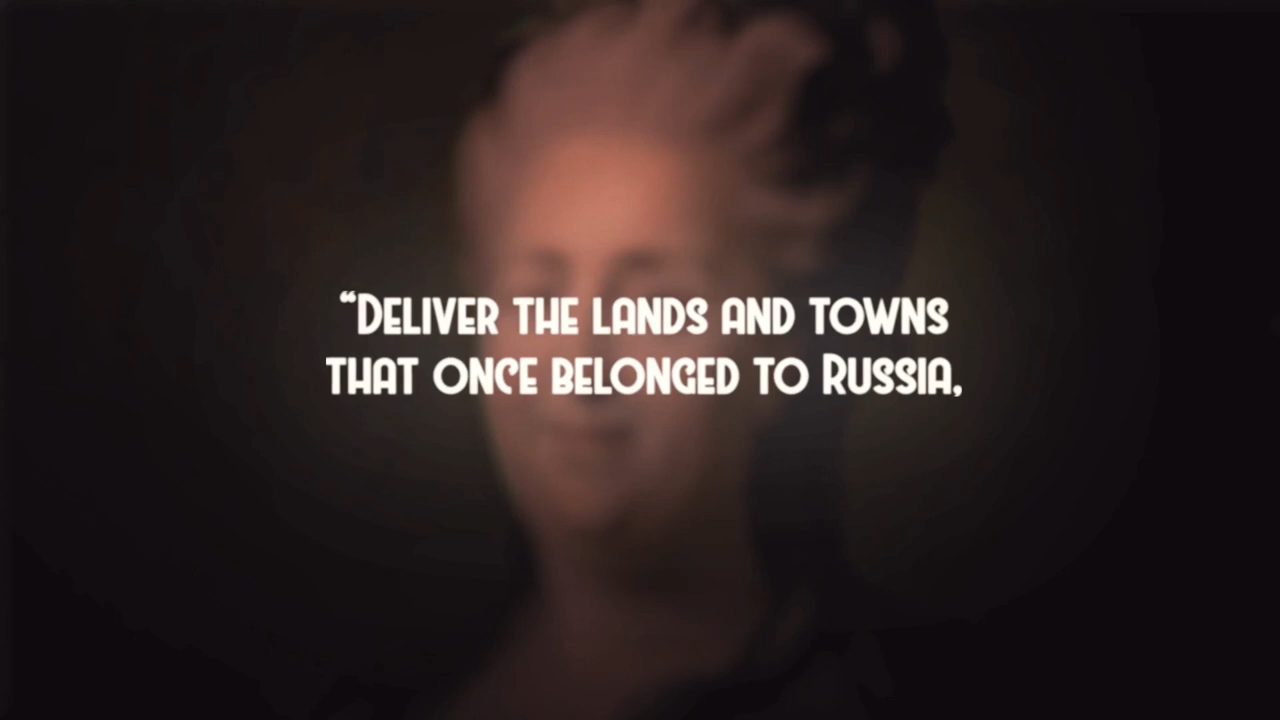 “Deliver the lands and towns
that once belonged to Russia,